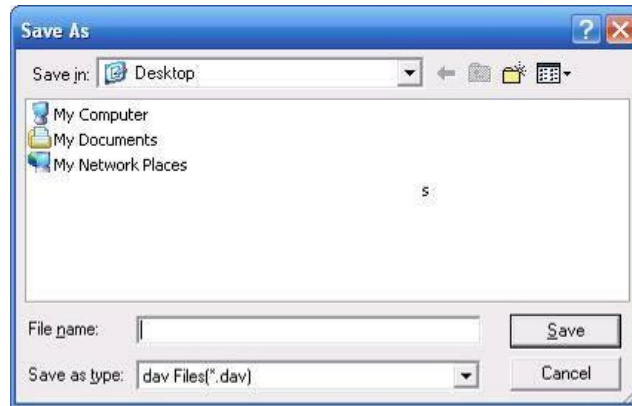 Save As
Save in: Desktop
My Computer
My Documents
My Network Places
s
File name:
Save
Save as type: dav Files(*.dav)
Cancel